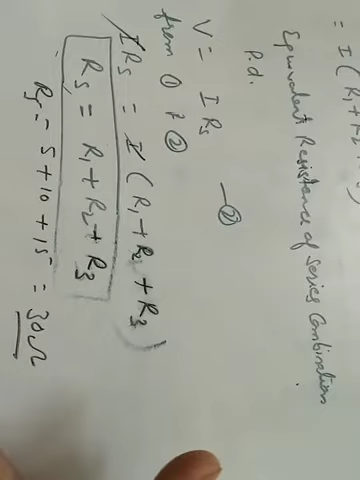 = I (R₁+R₂
Equivalent Resistance of Series Combination
P.d.
V = I Rs —②
from ① & ②
I Rs = I (R₁ + R₂ + R₃)
Rs = R₁ + R₂ + R₃
Rs = 5 + 10 + 15 = 30Ω